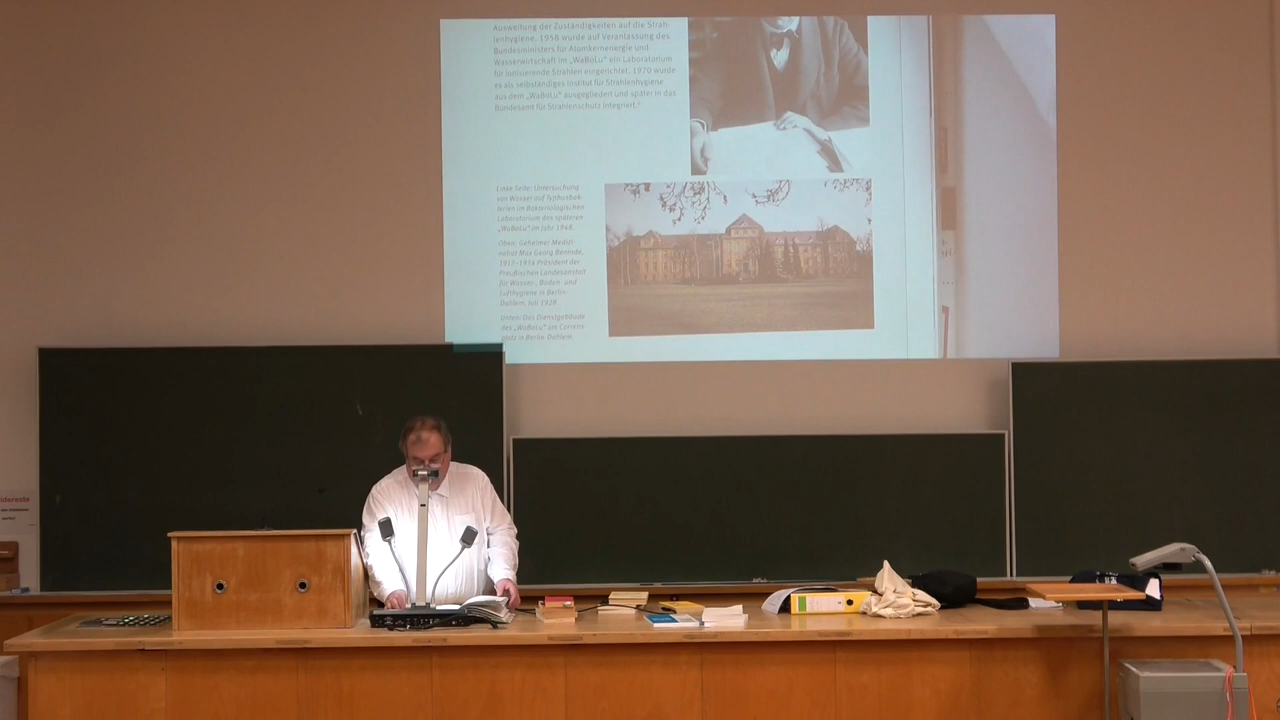 Ausweitung der Zuständigkeiten auf die Strah-
lenhygiene. 1958 wurde auf Veranlassung des
Bundesministers für Atomkernenergie und
Wasserwirtschaft im „WaBoLu“ ein Laboratorium
für ionisierende Strahlen eingerichtet. 1970 wurde
es als selbständiges Institut für Strahlenhygiene
aus dem „WaBoLu“ ausgegliedert und später in das
Bundesamt für Strahlenschutz integriert.
Linke Seite: Untersuchung
von Wasser auf Typhusbak-
terien im Bakteriologischen
Laboratorium des späteren
„WaBoLu“ im Jahr 1948.
Oben: Geheimer Medizi-
nalrat Max Georg Beninde,
Präsident der
Preußischen Landesanstalt
für Wasser-, Boden- und
Lufthygiene in Berlin-
Dahlem, Juli 1928
Unten: Das Dienstgebäude
des „WaBoLu“ am Correns-
platz in Berlin-Dahlem.
idereste